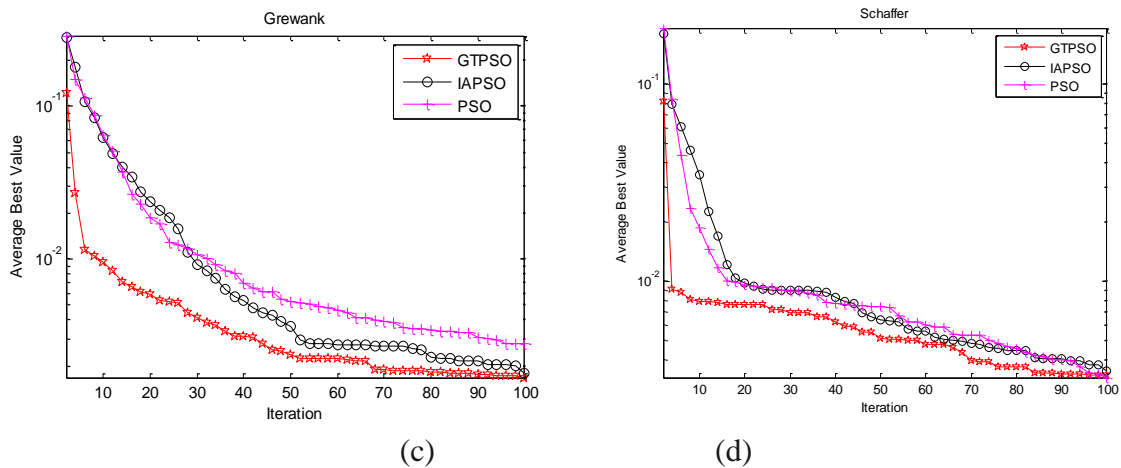 Grewank
GTPSO
IAPSO
PSO
10^-1
10^-2
Average Best Value
10 20 30 40 50 60 70 80 90 100
Iteration
(c)
Schaffer
GTPSO
IAPSO
PSO
10^-1
10^-2
Average Best Value
10 20 30 40 50 60 70 80 90 100
Iteration
(d)